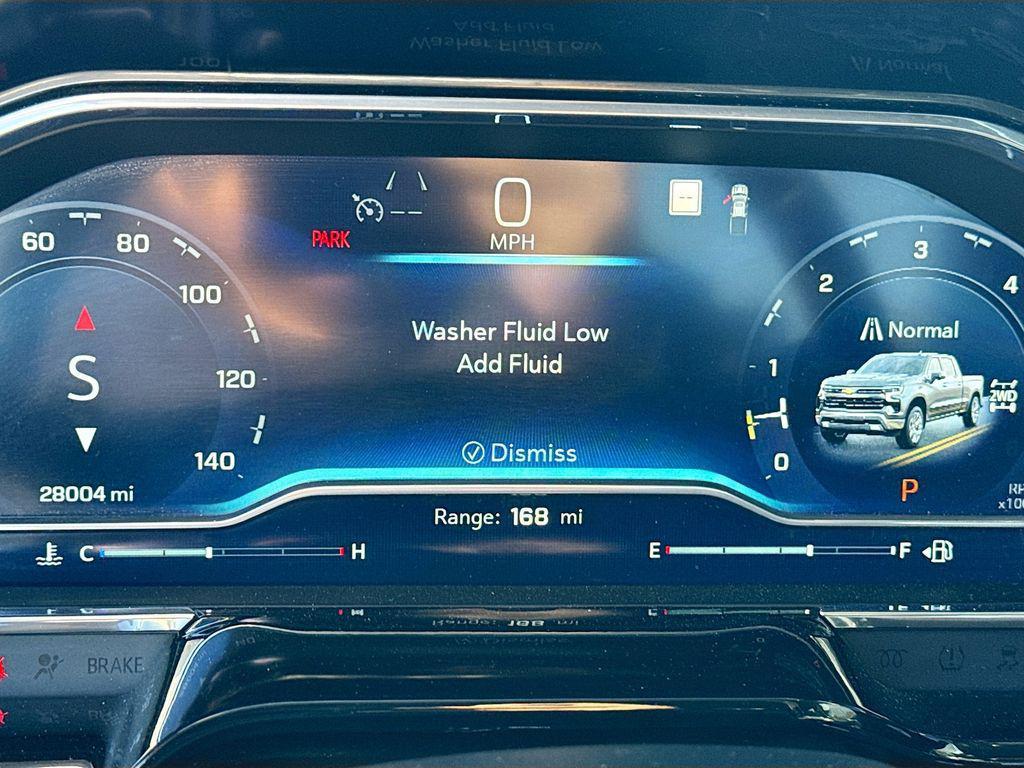 0
MPH
PARK
--
60
80
100
120
140
S
28004 mi
Washer Fluid Low
Add Fluid
Dismiss
0
1
2
3
4
Normal
2WD
P
Range: 168 mi
C
H
E
F
BRAKE